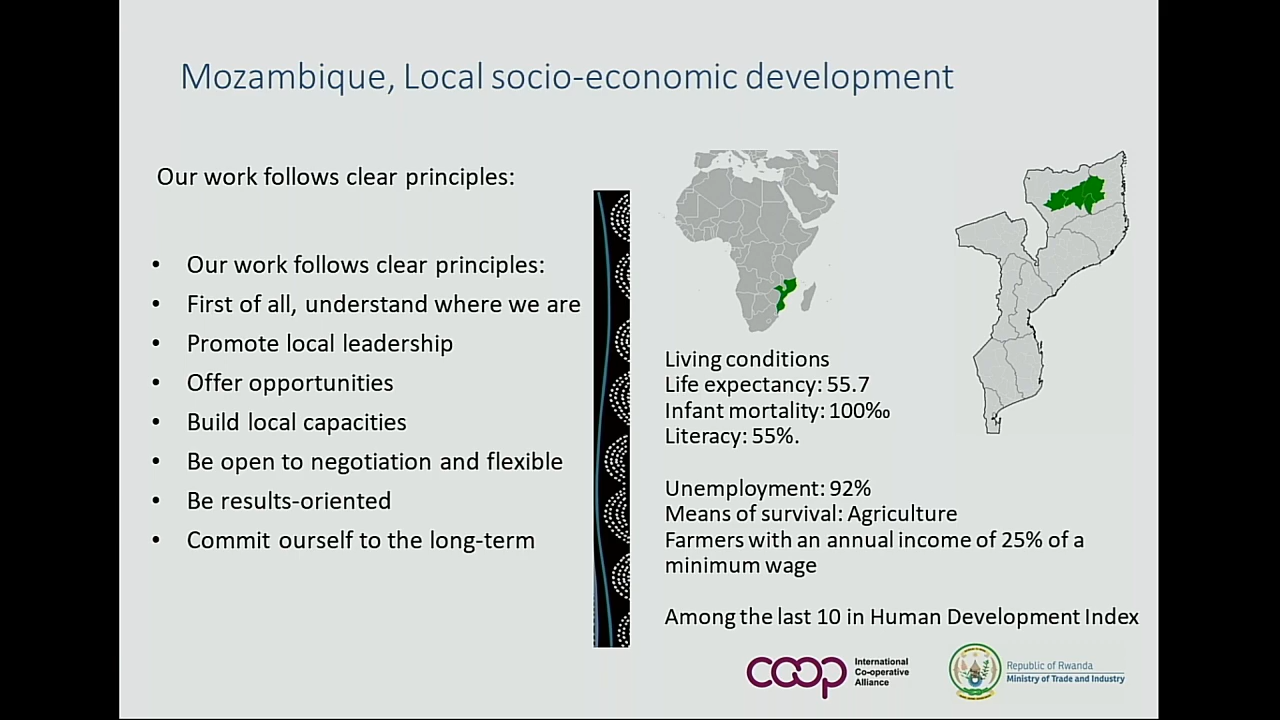 Mozambique, Local socio-economic development
Our work follows clear principles:
• Our work follows clear principles:
• First of all, understand where we are
• Promote local leadership
• Offer opportunities
• Build local capacities
• Be open to negotiation and flexible
• Be results-oriented
• Commit ourself to the long-term
Living conditions
Life expectancy: 55.7
Infant mortality: 100‰
Literacy: 55%.
Unemployment: 92%
Means of survival: Agriculture
Farmers with an annual income of 25% of a
minimum wage
Among the last 10 in Human Development Index
coop
International
Co-operative
Alliance
Republic of Rwanda
Ministry of Trade and Industry